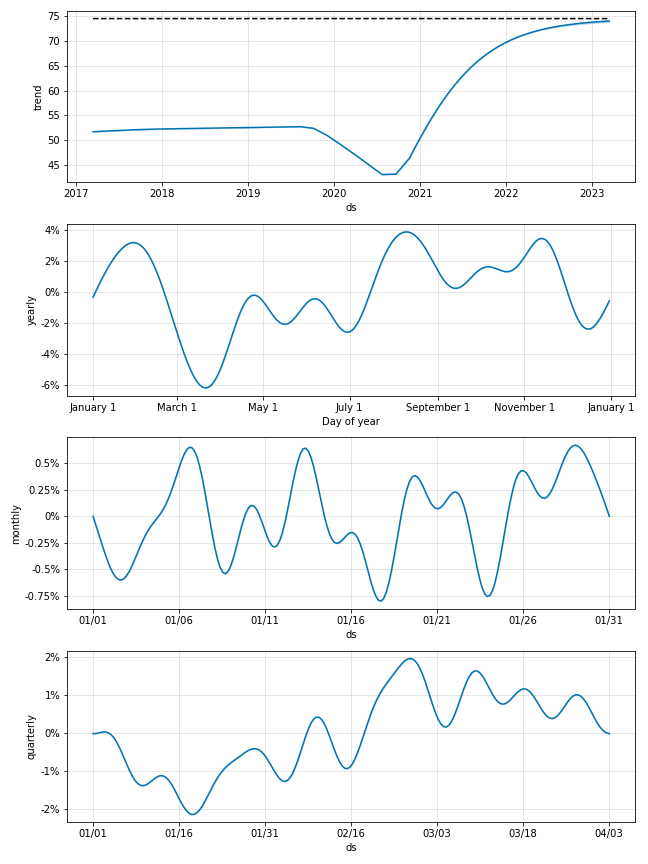 75
70
65
60
55
50
45
trend
2017 2018 2019 2020 2021 2022 2023
ds
4%
2%
0%
-2%
-4%
-6%
yearly
January 1 March 1 May 1 July 1 September 1 November 1 January 1
Day of year
0.5%
0.25%
0%
-0.25%
-0.5%
-0.75%
monthly
01/01 01/06 01/11 01/16 01/21 01/26 01/31
ds
2%
1%
0%
-1%
-2%
quarterly
01/01 01/16 01/31 02/16 03/03 03/18 04/03
ds